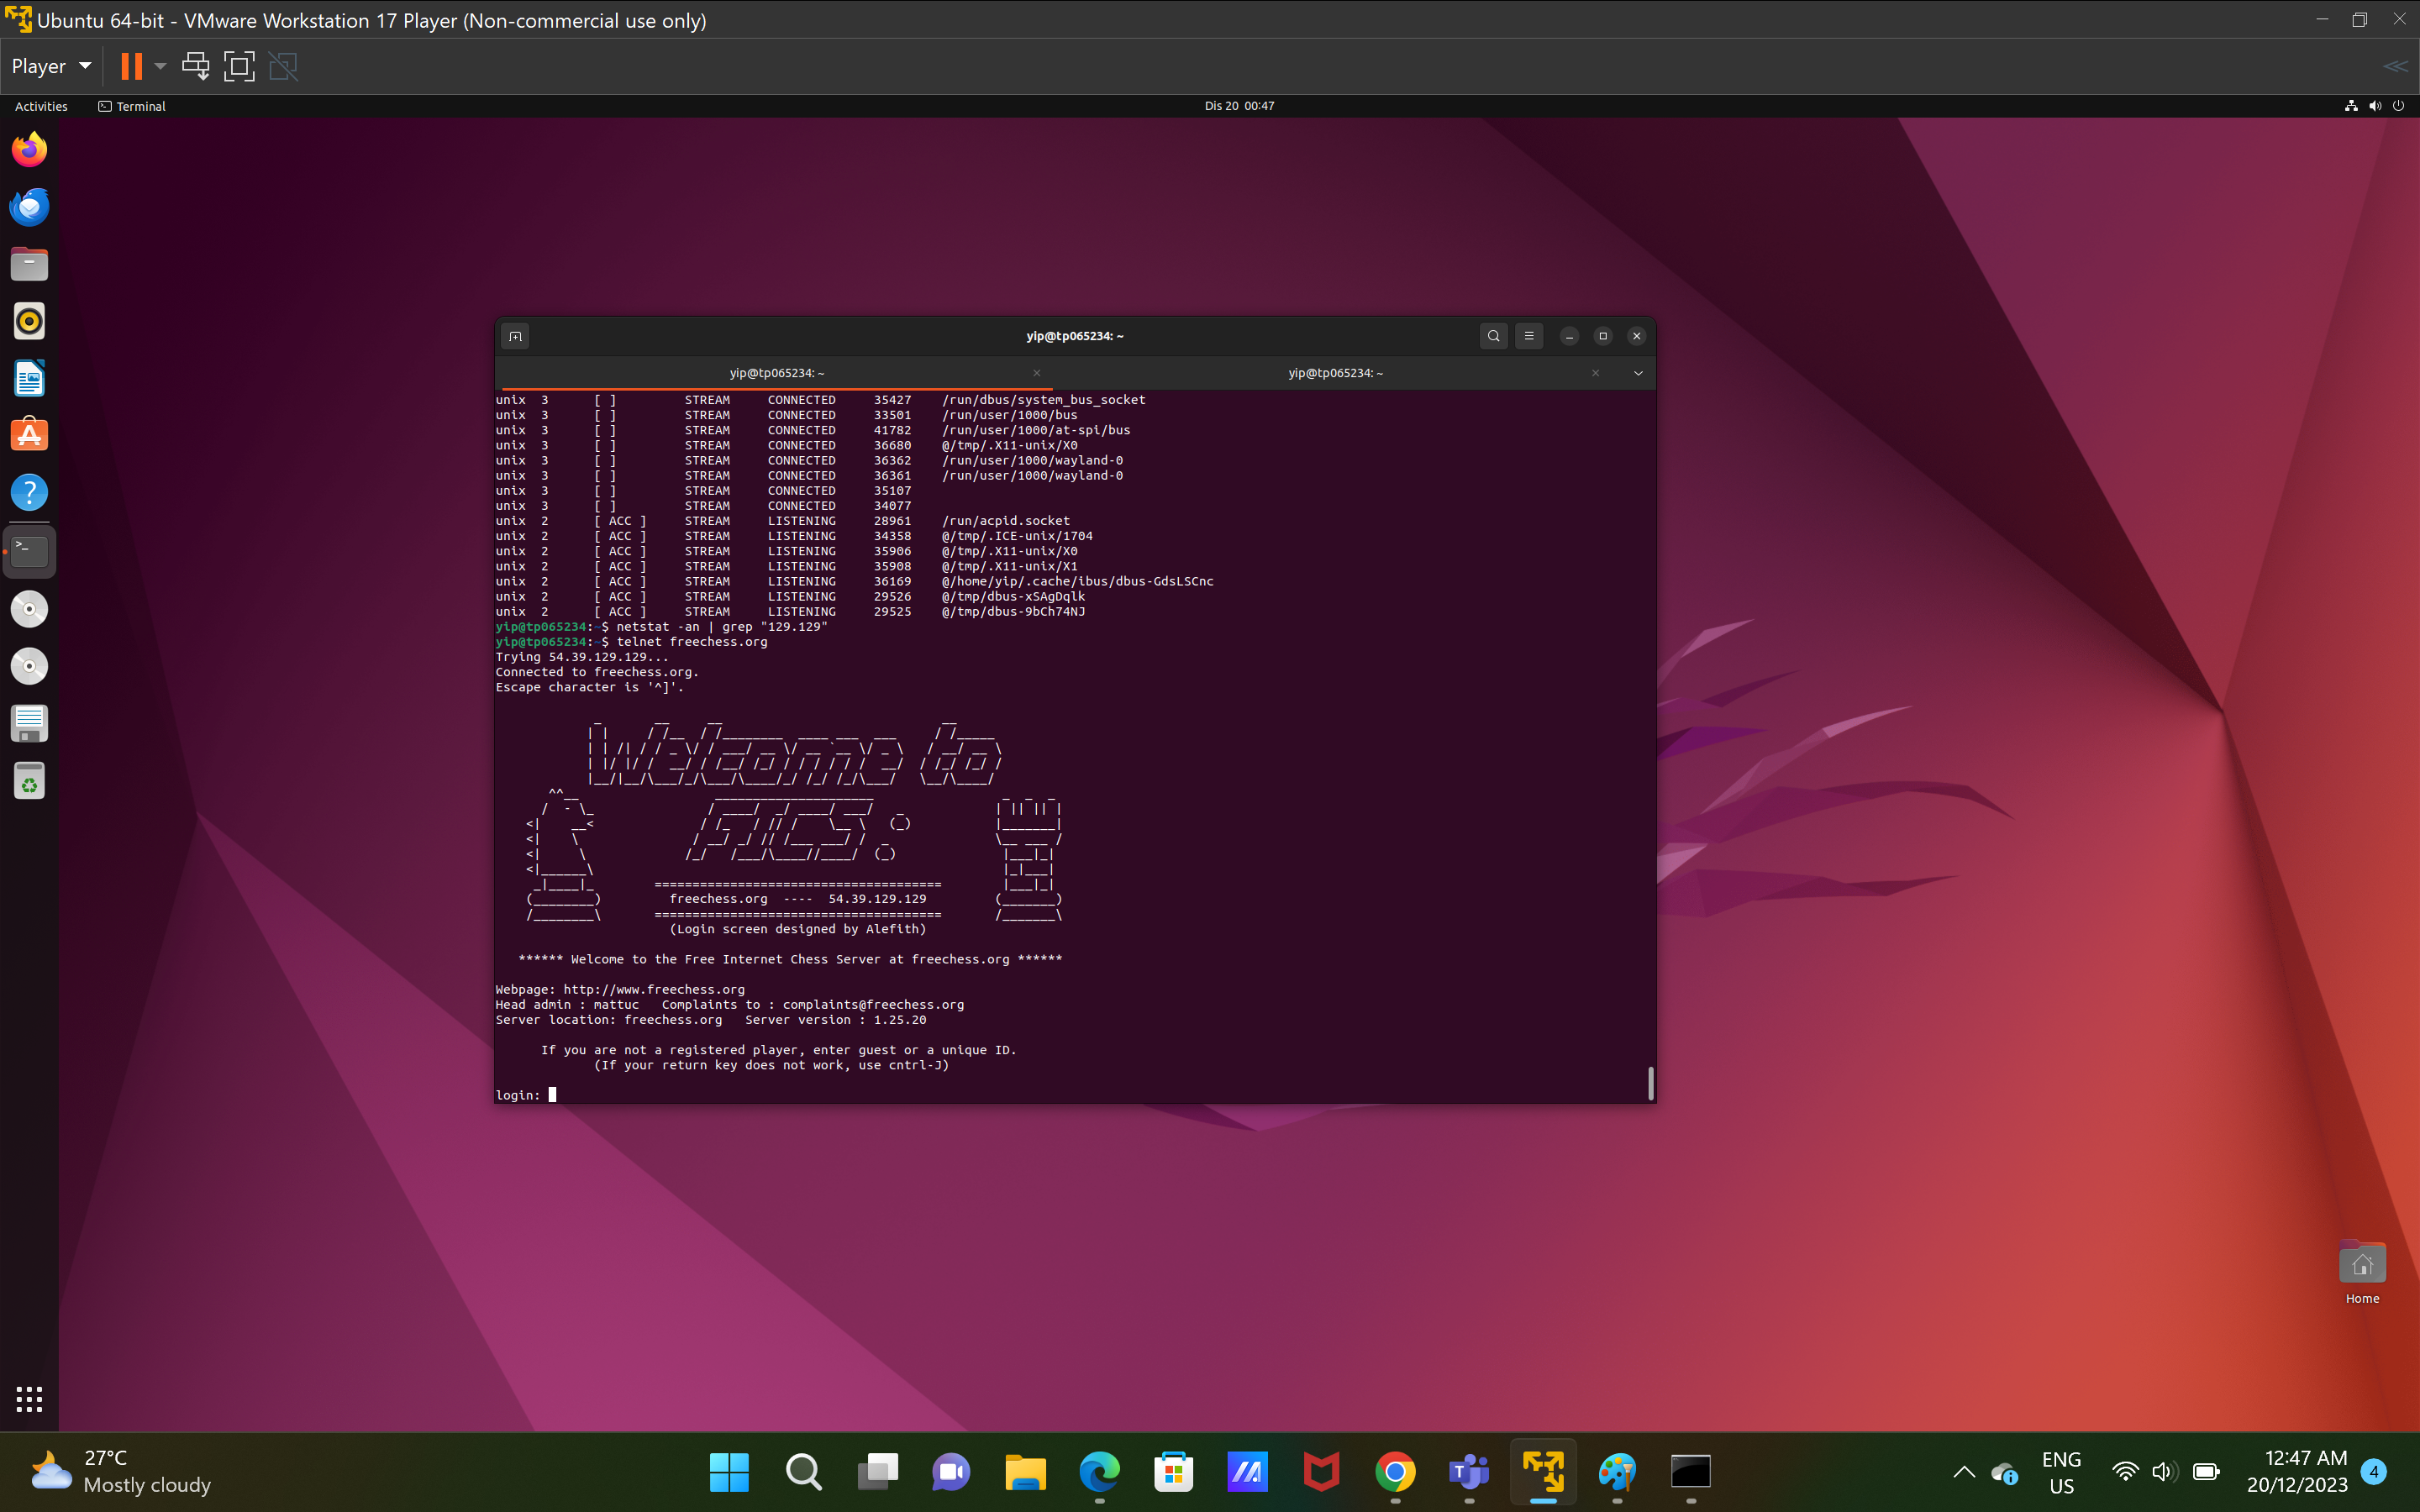 Ubuntu 64-bit - VMware Workstation 17 Player (Non-commercial use only)
Player
Activities Terminal Dis 20 00:47
yip@tp065234: ~
yip@tp065234: ~ yip@tp065234: ~
unix 3 [ ] STREAM CONNECTED 35427 /run/dbus/system_bus_socket
unix 3 [ ] STREAM CONNECTED 33501 /run/user/1000/bus
unix 3 [ ] STREAM CONNECTED 41782 /run/user/1000/at-spi/bus
unix 3 [ ] STREAM CONNECTED 36680 @/tmp/.X11-unix/X0
unix 3 [ ] STREAM CONNECTED 36362 /run/user/1000/wayland-0
unix 3 [ ] STREAM CONNECTED 36361 /run/user/1000/wayland-0
unix 3 [ ] STREAM CONNECTED 35107
unix 3 [ ] STREAM CONNECTED 34077
unix 2 [ ACC ] STREAM LISTENING 28961 /run/acpid.socket
unix 2 [ ACC ] STREAM LISTENING 34358 @/tmp/.ICE-unix/1704
unix 2 [ ACC ] STREAM LISTENING 35906 @/tmp/.X11-unix/X0
unix 2 [ ACC ] STREAM LISTENING 35908 @/tmp/.X11-unix/X1
unix 2 [ ACC ] STREAM LISTENING 36169 @/home/yip/.cache/ibus/dbus-GdsLSCnc
unix 2 [ ACC ] STREAM LISTENING 29526 @/tmp/dbus-xSAgDqlk
unix 2 [ ACC ] STREAM LISTENING 29525 @/tmp/dbus-9bCh74NJ
yip@tp065234:~$ netstat -an | grep "129.129"
yip@tp065234:~$ telnet freechess.org
Trying 54.39.129.129...
Connected to freechess.org.
Escape character is '^]'.
Welcome to
FICS:
======================================
freechess.org ---- 54.39.129.129
======================================
(Login screen designed by Alefith)
****** Welcome to the Free Internet Chess Server at freechess.org ******
Webpage: http://www.freechess.org
Head admin : mattuc Complaints to : complaints@freechess.org
Server location: freechess.org Server version : 1.25.20
If you are not a registered player, enter guest or a unique ID.
(If your return key does not work, use cntrl-J)
login:
Home
27°C
Mostly cloudy
ENG
US
12:47 AM
20/12/2023
4